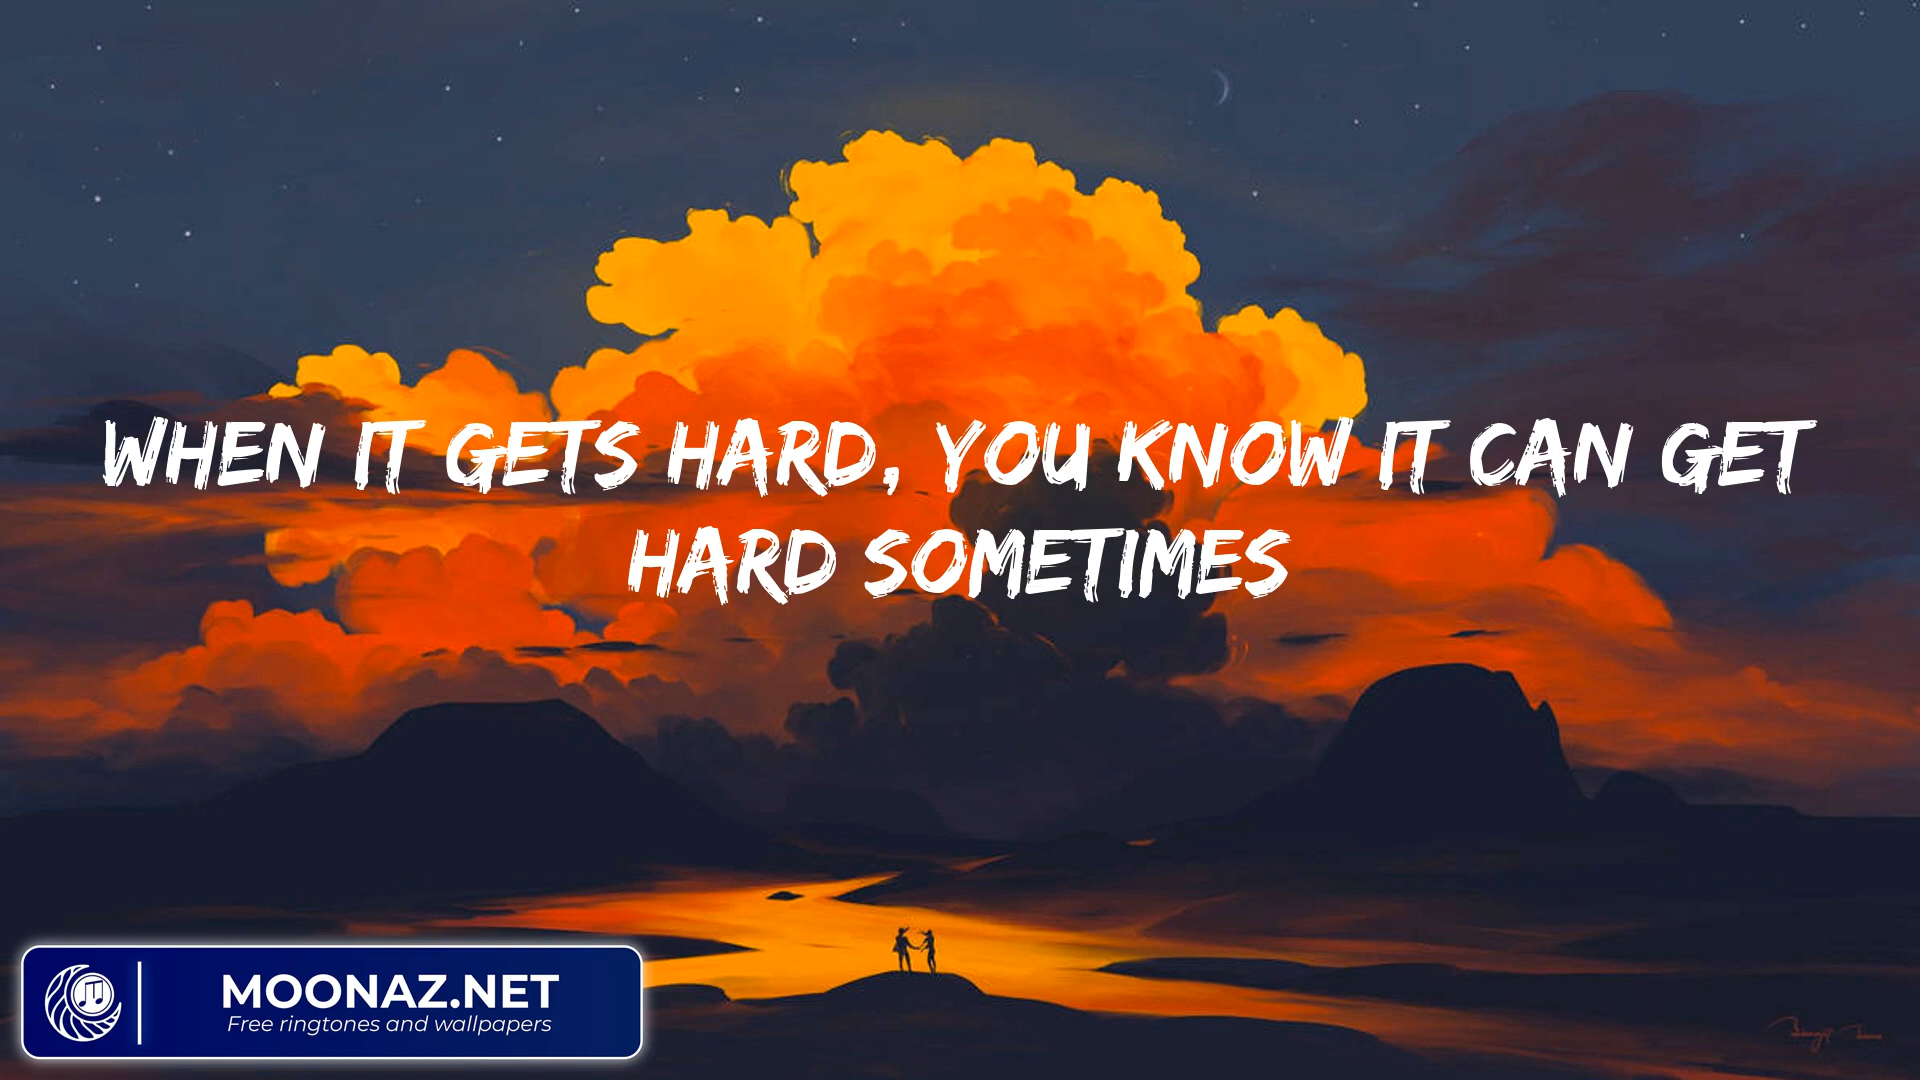 WHEN IT GETS HARD, YOU KNOW IT CAN GET
HARD SOMETIMES
MOONAZ.NET
Free ringtones and wallpapers